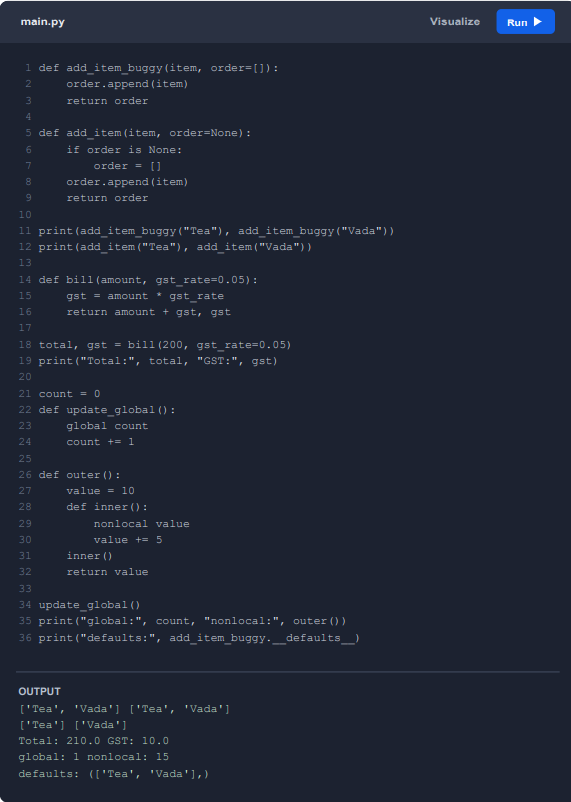 main.py
Visualize
Run
1 def add_item_buggy(item, order=[]):
2     order.append(item)
3     return order
4
5 def add_item(item, order=None):
6     if order is None:
7         order = []
8     order.append(item)
9     return order
10
11 print(add_item_buggy("Tea"), add_item_buggy("Vada"))
12 print(add_item("Tea"), add_item("Vada"))
13
14 def bill(amount, gst_rate=0.05):
15     gst = amount * gst_rate
16     return amount + gst, gst
17
18 total, gst = bill(200, gst_rate=0.05)
19 print("Total:", total, "GST:", gst)
20
21 count = 0
22 def update_global():
23     global count
24     count += 1
25
26 def outer():
27     value = 10
28     def inner():
29         nonlocal value
30         value += 5
31     inner()
32     return value
33
34 update_global()
35 print("global:", count, "nonlocal:", outer())
36 print("defaults:", add_item_buggy.__defaults__)
OUTPUT
['Tea', 'Vada'] ['Tea', 'Vada']
['Tea'] ['Vada']
Total: 210.0 GST: 10.0
global: 1 nonlocal: 15
defaults: (['Tea', 'Vada'],)